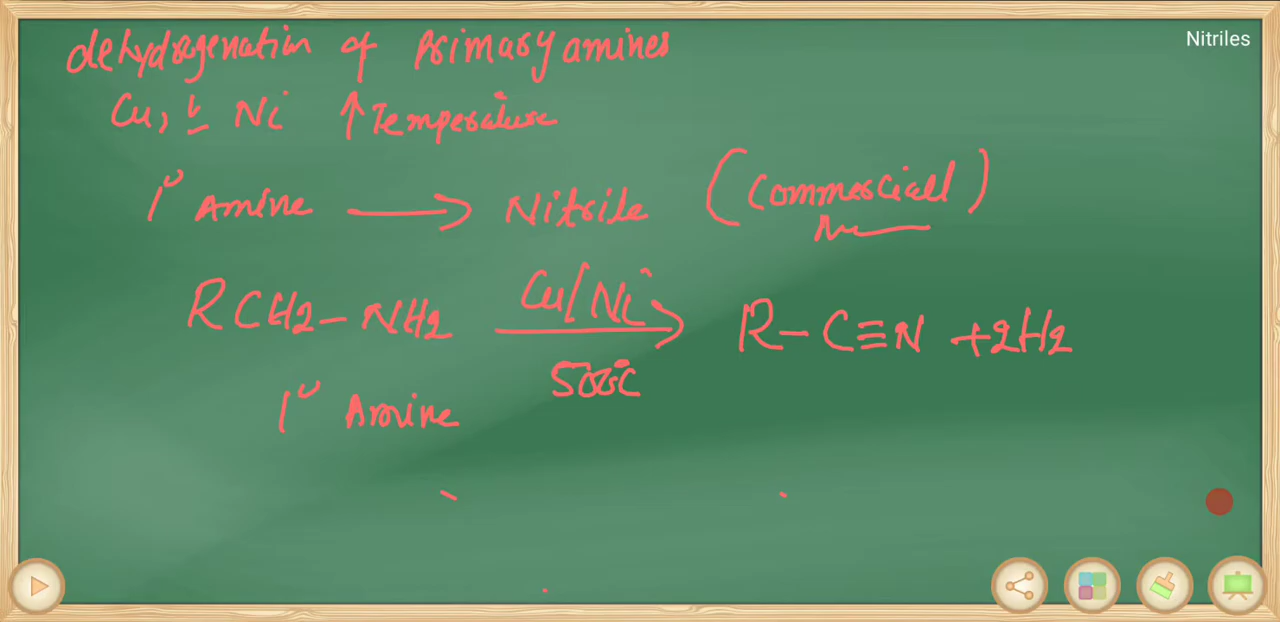 Nitriles
dehydrogenation of Primary amines
Cu, Ni ↑ Temperature
1° Amine → Nitrile (Commerciall)
RCH2-NH2 Cu/Ni → R-C≡N +2H2
500°C
1° Amine